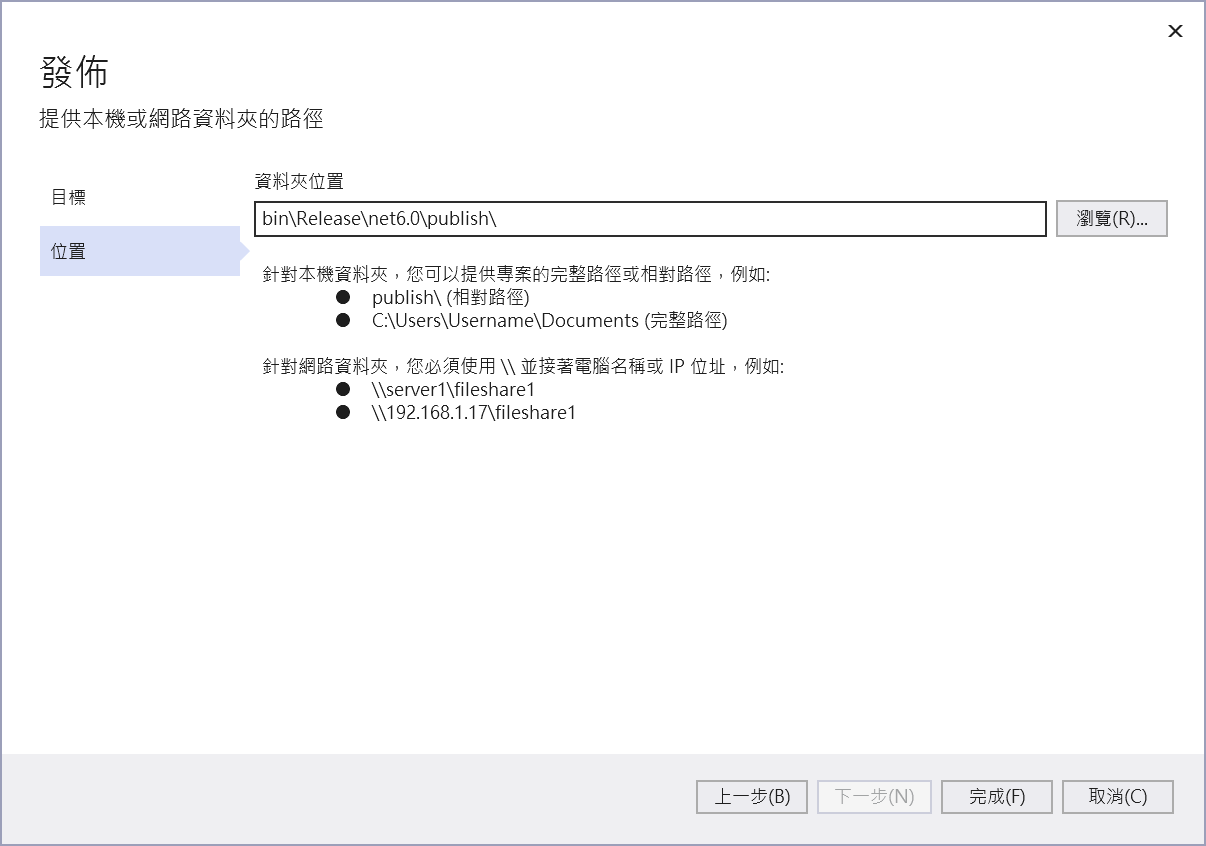 發佈
提供本機或網路資料夾的路徑
目標
位置
資料夾位置
bin\Release\net6.0\publish\
瀏覽(R)...
針對本機資料夾，您可以提供專案的完整路徑或相對路徑，例如:
● publish\ (相對路徑)
● C:\Users\Username\Documents (完整路徑)
針對網路資料夾，您必須使用 \\ 並接著電腦名稱或 IP 位址，例如:
● \\server1\fileshare1
● \\192.168.1.17\fileshare1
上一步(B)
下一步(N)
完成(F)
取消(C)